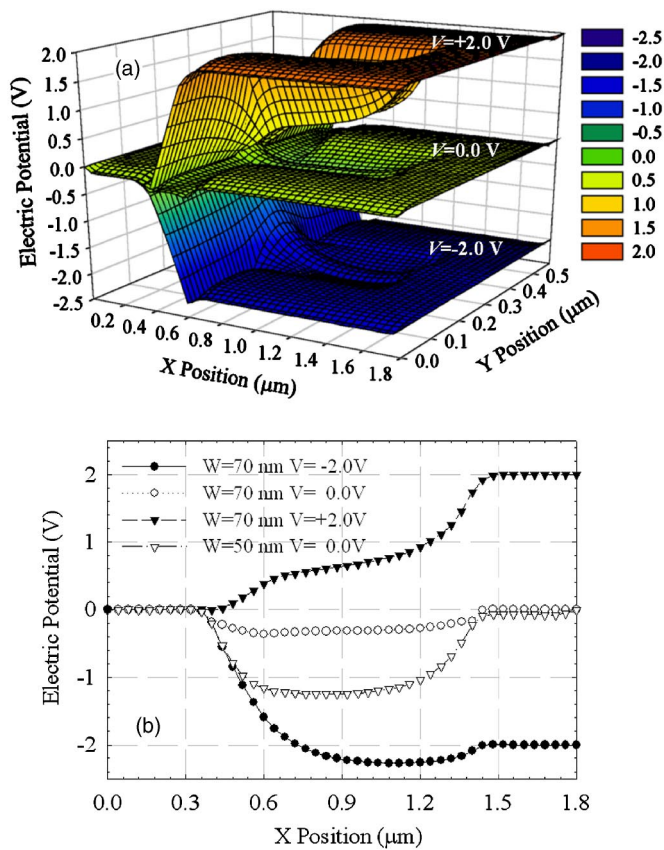 (a)
V=+2.0 V
V=0.0 V
V=-2.0 V
Electric Potential (V)
2.0
1.5
1.0
0.5
0.0
-0.5
-1.0
-1.5
-2.0
-2.5
0.2 0.4 0.6 0.8 1.0 1.2 1.4 1.6 1.8
X Position (μm)
0.0 0.1 0.2 0.3 0.4 0.5
Y Position (μm)
-2.5
-2.0
-1.5
-1.0
-0.5
0.0
0.5
1.0
1.5
2.0
W=70 nm V= -2.0V
W=70 nm V= 0.0V
W=70 nm V=+2.0V
W=50 nm V= 0.0V
Electric Potential (V)
2
1
0
-1
-2
(b)
0.0 0.3 0.6 0.9 1.2 1.5 1.8
X Position (μm)